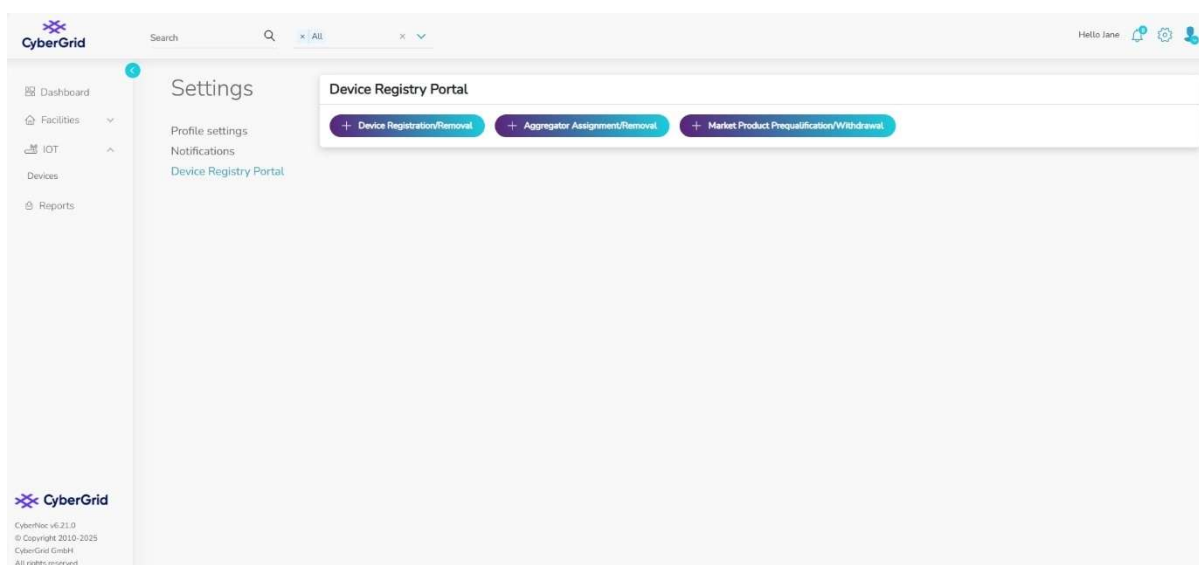 CyberGrid
Search
× All
Hello Jane
Dashboard
Facilities
IOT
Devices
Reports
Settings
Profile settings
Notifications
Device Registry Portal
Device Registry Portal
+ Device Registration/Removal
+ Aggregator Assignment/Removal
+ Market Product Prequalification/Withdrawal
CyberGrid
CyberNoc v6.21.0
© Copyright 2010-2025
CyberGrid GmbH
All rights reserved